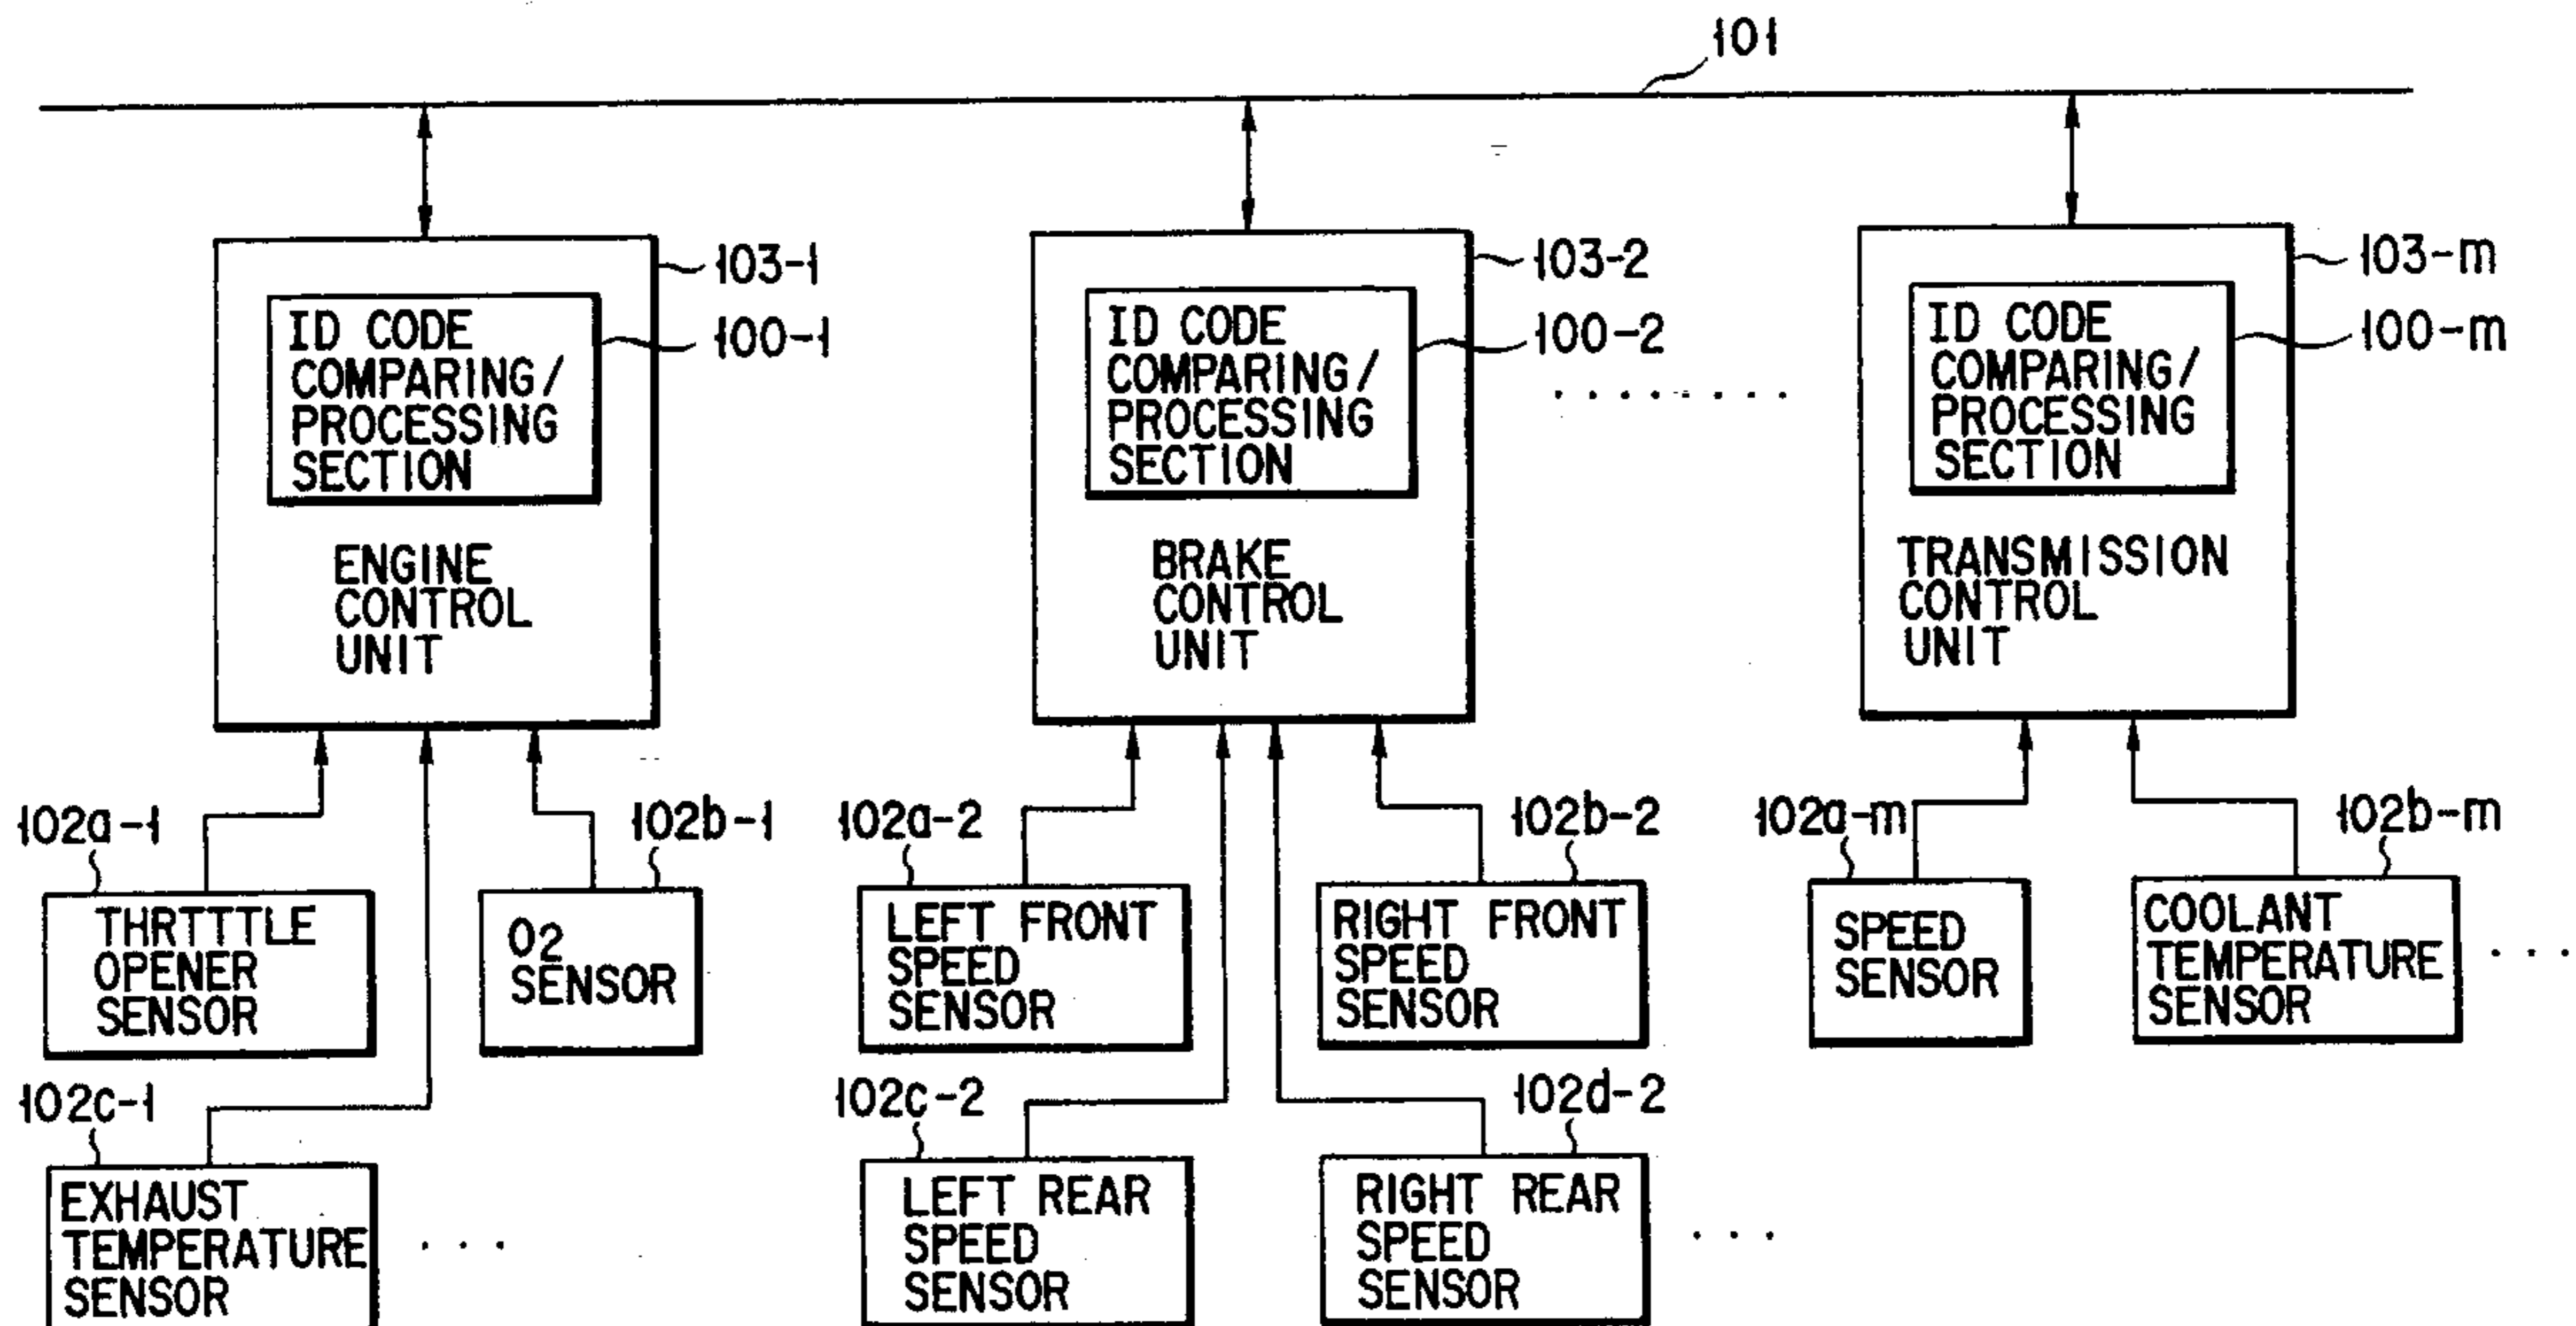 101
103-1
ID CODE
COMPARING/
PROCESSING
SECTION
100-1
ENGINE
CONTROL
UNIT
103-2
ID CODE
COMPARING/
PROCESSING
SECTION
100-2
BRAKE
CONTROL
UNIT
. . . . . . . .
103-m
ID CODE
COMPARING/
PROCESSING
SECTION
100-m
TRANSMISSION
CONTROL
UNIT
102a-1
THRTTTLE
OPENER
SENSOR
102b-1
O2
SENSOR
102c-1
EXHAUST
TEMPERATURE
SENSOR
. . .
102a-2
LEFT FRONT
SPEED
SENSOR
102b-2
RIGHT FRONT
SPEED
SENSOR
102c-2
LEFT REAR
SPEED
SENSOR
102d-2
RIGHT REAR
SPEED
SENSOR
. . .
102a-m
SPEED
SENSOR
102b-m
COOLANT
TEMPERATURE
SENSOR
. . .